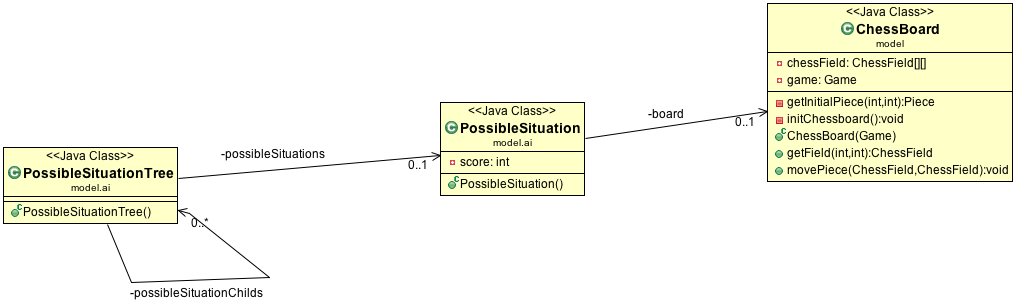 <<Java Class>>
PossibleSituationTree
model.ai
PossibleSituationTree()
-possibleSituationChilds
0..*
-possibleSituations
0..1
<<Java Class>>
PossibleSituation
model.ai
score: int
PossibleSituation()
-board
0..1
<<Java Class>>
ChessBoard
model
chessField: ChessField[][]
game: Game
getInitialPiece(int,int):Piece
initChessboard():void
ChessBoard(Game)
getField(int,int):ChessField
movePiece(ChessField,ChessField):void